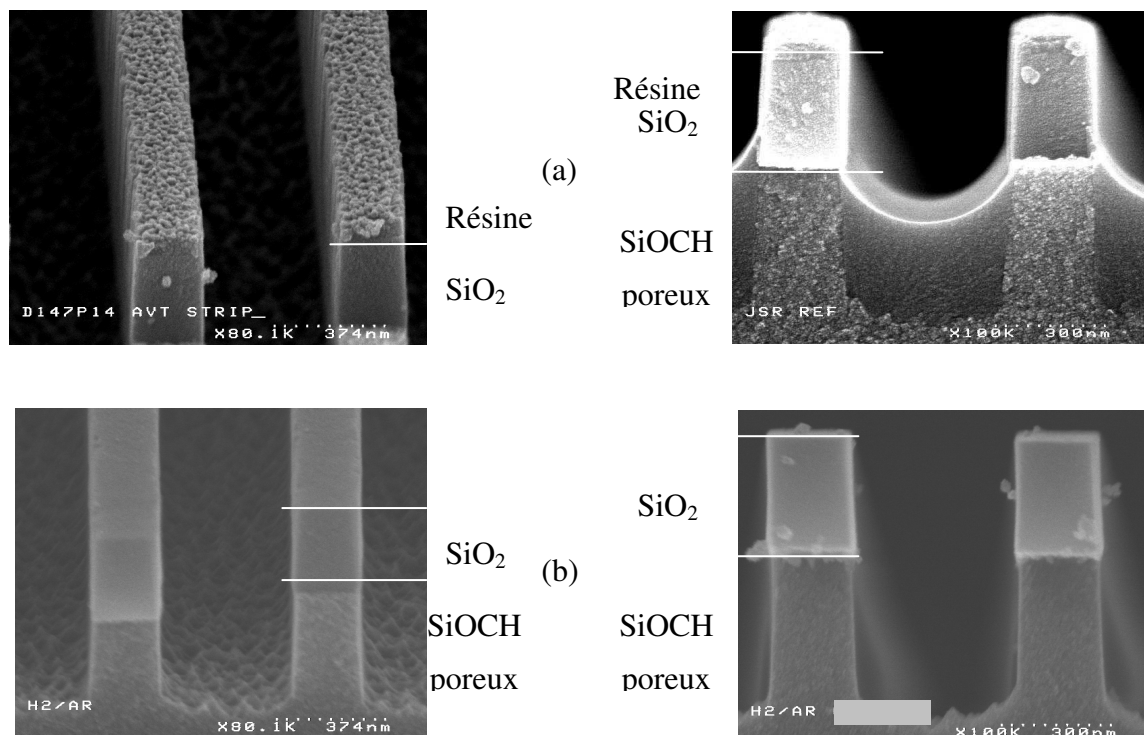 Résine
SiO2
(a)
Résine
SiO2
SiOCH
poreux
D147P14 AVT STRIP_
X80.1K 374nm
JSR REF
X100K 300nm
SiO2
SiOCH
poreux
(b)
SiO2
SiOCH
poreux
H2/AR
X80.1K 374nm
H2/AR
X100K 300nm